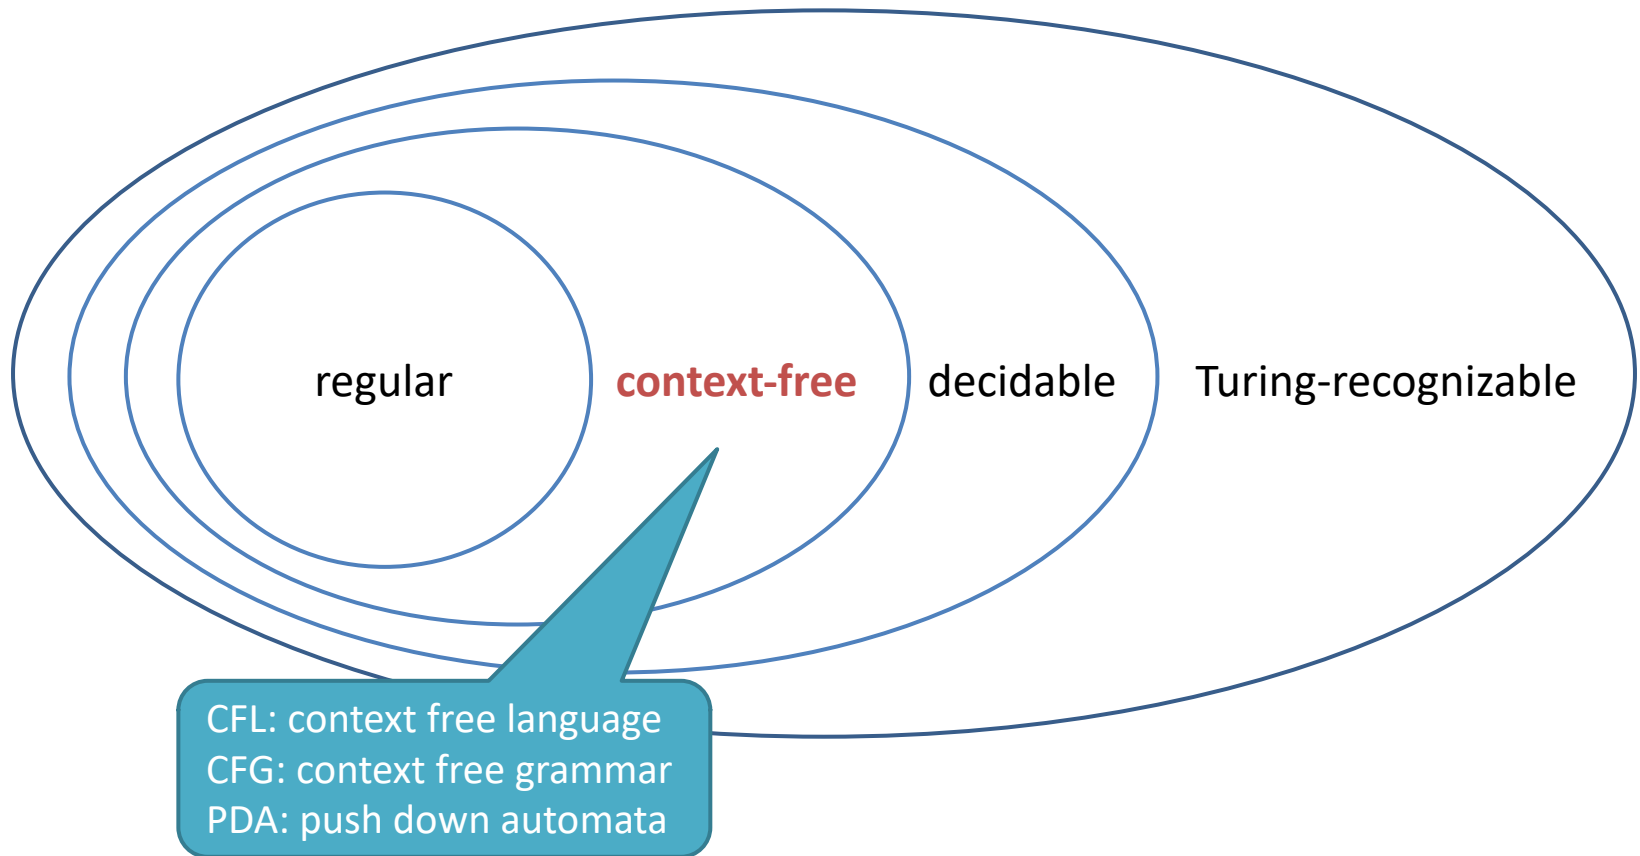 regular context-free decidable Turing-recognizable
CFL: context free language
CFG: context free grammar
PDA: push down automata